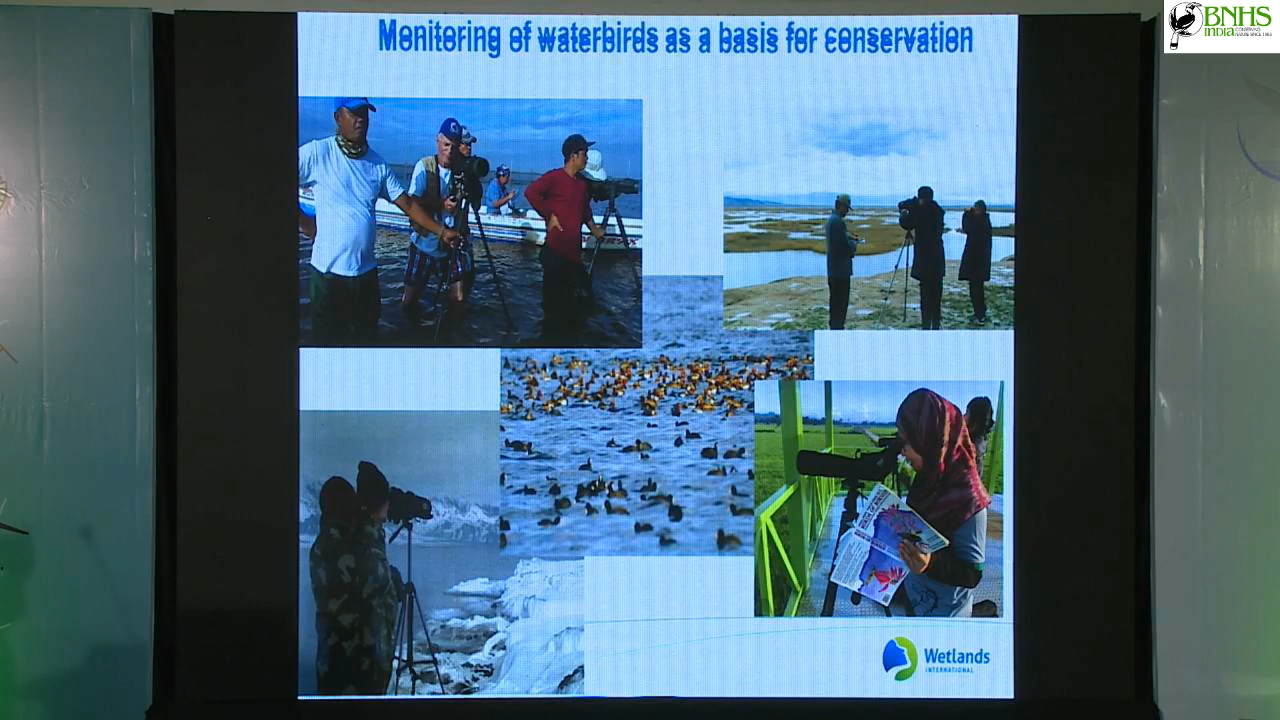 Monitoring of waterbirds as a basis for conservation
BNHS
INDIA
Wetlands
INTERNATIONAL